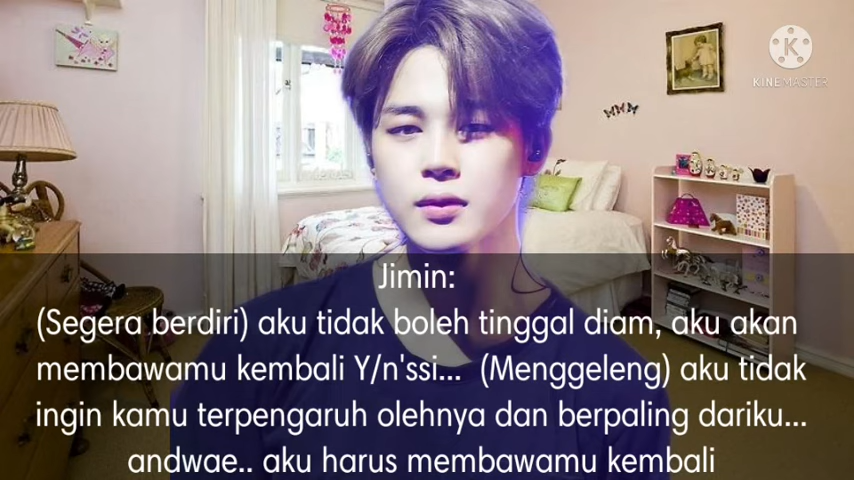 KINEMASTER
Jimin:
(Segera berdiri) aku tidak boleh tinggal diam, aku akan
membawamu kembali Y/n'ssi... (Menggeleng) aku tidak
ingin kamu terpengaruh olehnya dan berpaling dariku...
andwae.. aku harus membawamu kembali